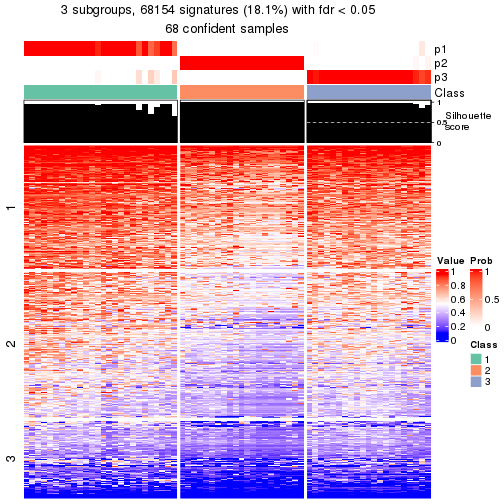 3 subgroups, 68154 signatures (18.1%) with fdr < 0.05
68 confident samples
p1
p2
p3
Class
1
0.5
0
Silhouette
score
1
2
3
Value
1
0.8
0.6
0.4
0.2
0
Prob
1
0.5
0
Class
1
2
3